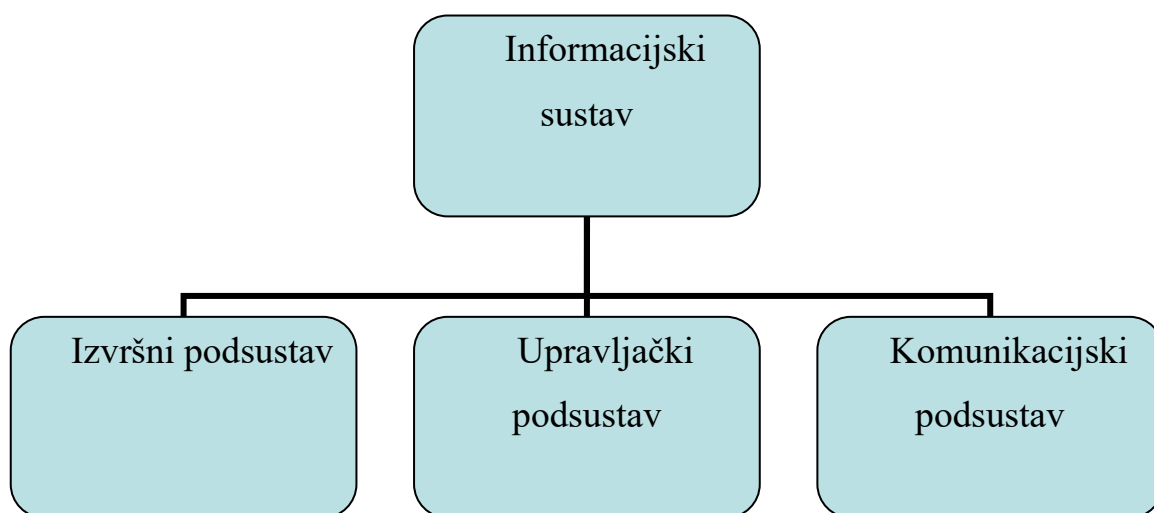 Informacijski
sustav
Izvršni podsustav
Upravljački
podsustav
Komunikacijski
podsustav